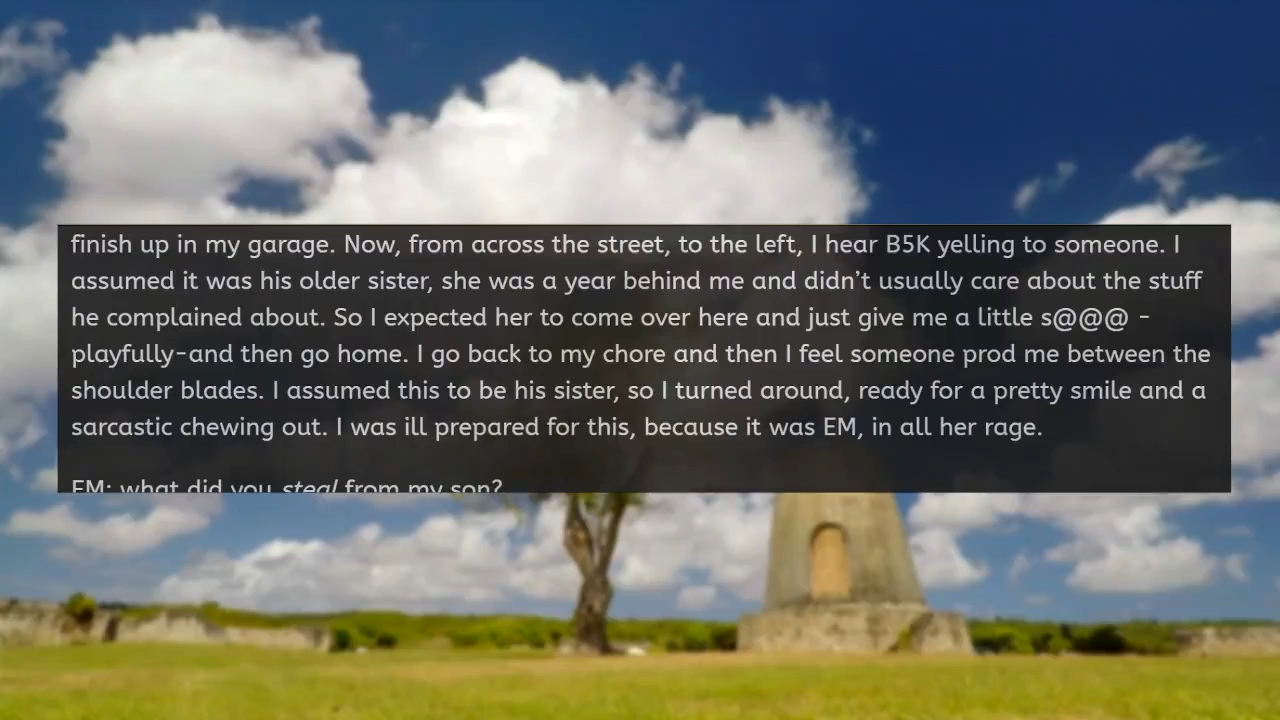 finish up in my garage. Now, from across the street, to the left, I hear B5K yelling to someone. I
assumed it was his older sister, she was a year behind me and didn’t usually care about the stuff
he complained about. So I expected her to come over here and just give me a little s@@@ -
playfully-and then go home. I go back to my chore and then I feel someone prod me between the
shoulder blades. I assumed this to be his sister, so I turned around, ready for a pretty smile and a
sarcastic chewing out. I was ill prepared for this, because it was EM, in all her rage.
EM: what did you steal from my son?